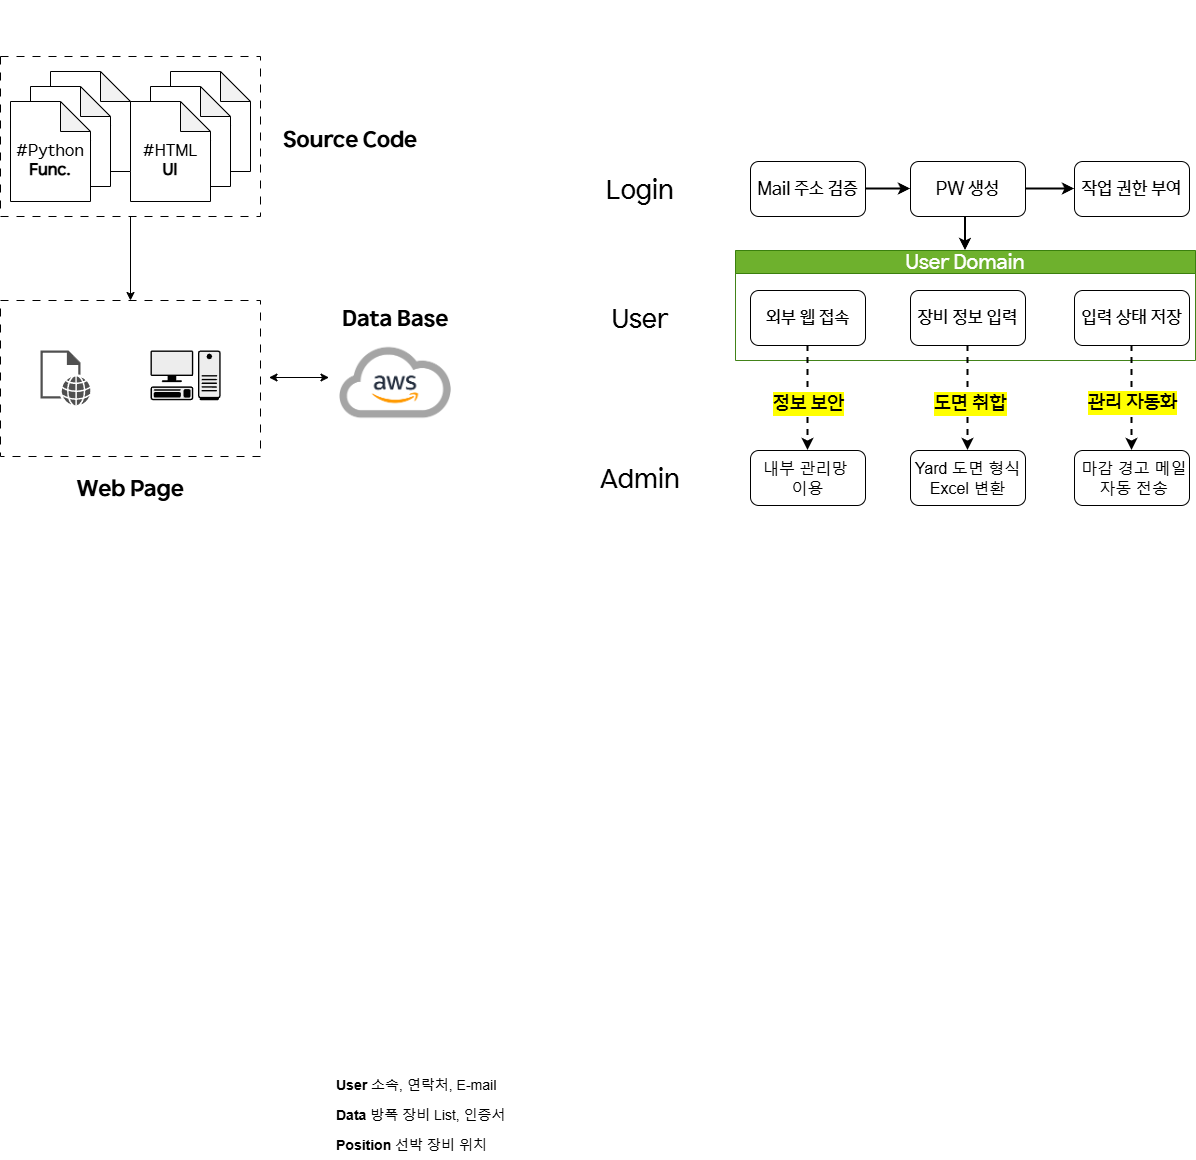 #Python
Func.
#HTML
UI
Source Code
Data Base
aws
Web Page
Login
Mail 주소 검증
PW 생성
작업 권한 부여
User Domain
User
외부 웹 접속
장비 정보 입력
입력 상태 저장
정보 보안
도면 취합
관리 자동화
Admin
내부 관리망
이용
Yard 도면 형식
Excel 변환
마감 경고 메일
자동 전송
User 소속, 연락처, E-mail
Data 방폭 장비 List, 인증서
Position 선박 장비 위치